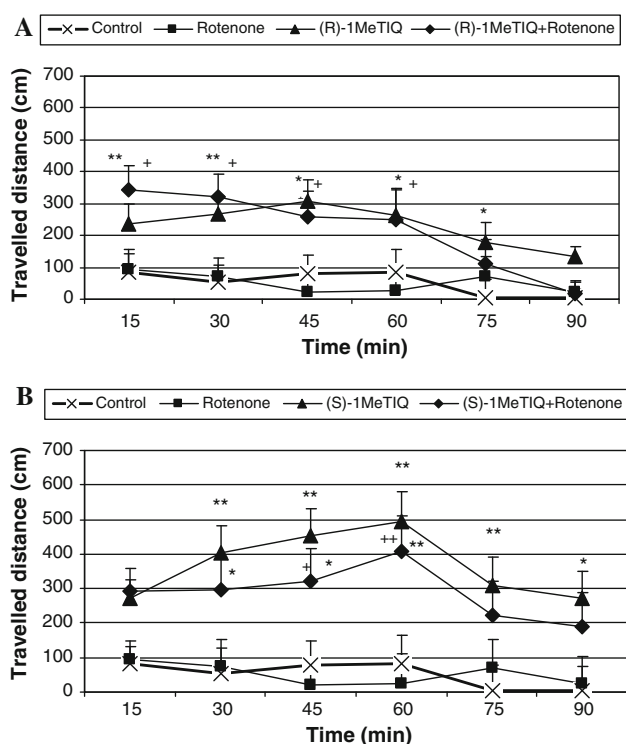 A
Control Rotenone (R)-1MeTIQ (R)-1MeTIQ+Rotenone
Travelled distance (cm)
700
600
500
400
300
200
100
0
** + ** + * + * + *
15 30 45 60 75 90
Time (min)
B
Control Rotenone (S)-1MeTIQ (S)-1MeTIQ+Rotenone
Travelled distance (cm)
700
600
500
400
300
200
100
0
** ** ** ** *
* + * ++ **
15 30 45 60 75 90
Time (min)